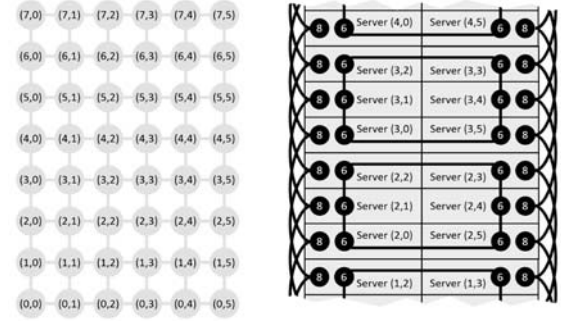 (7,0) (7,1) (7,2) (7,3) (7,4) (7,5)
(6,0) (6,1) (6,2) (6,3) (6,4) (6,5)
(5,0) (5,1) (5,2) (5,3) (5,4) (5,5)
(4,0) (4,1) (4,2) (4,3) (4,4) (4,5)
(3,0) (3,1) (3,2) (3,3) (3,4) (3,5)
(2,0) (2,1) (2,2) (2,3) (2,4) (2,5)
(1,0) (1,1) (1,2) (1,3) (1,4) (1,5)
(0,0) (0,1) (0,2) (0,3) (0,4) (0,5)
8 6 Server (4,0) Server (4,5) 6 8
8 6 Server (3,2) Server (3,3) 6 8
8 6 Server (3,1) Server (3,4) 6 8
8 6 Server (3,0) Server (3,5) 6 8
8 6 Server (2,2) Server (2,3) 6 8
8 6 Server (2,1) Server (2,4) 6 8
8 6 Server (2,0) Server (2,5) 6 8
8 6 Server (1,2) Server (1,3) 6 8